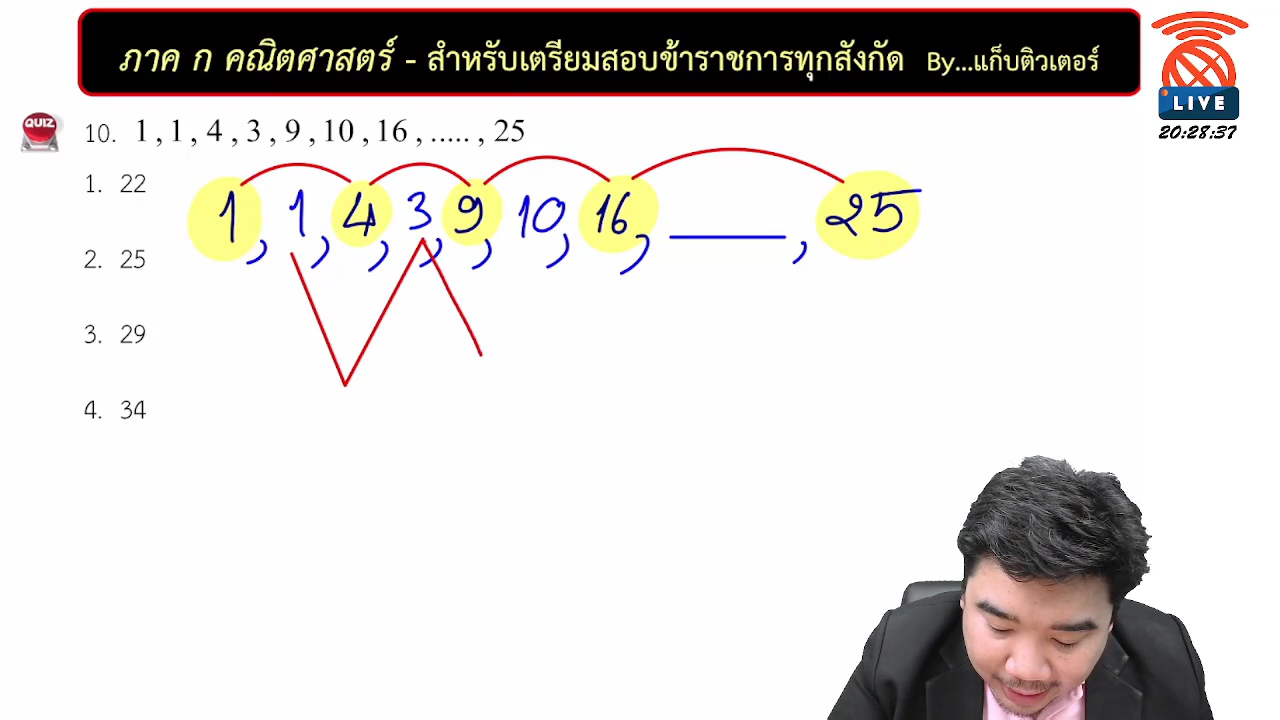 ภาค ก คณิตศาสตร์ - สำหรับเตรียมสอบข้าราชการทุกสังกัด By...แก็บติวเตอร์
LIVE
20:28:37
QUIZ
10. 1 , 1 , 4 , 3 , 9 , 10 , 16 , ..... , 25
1, 1, 4, 3, 9, 10, 16, ____, 25
1. 22
2. 25
3. 29
4. 34